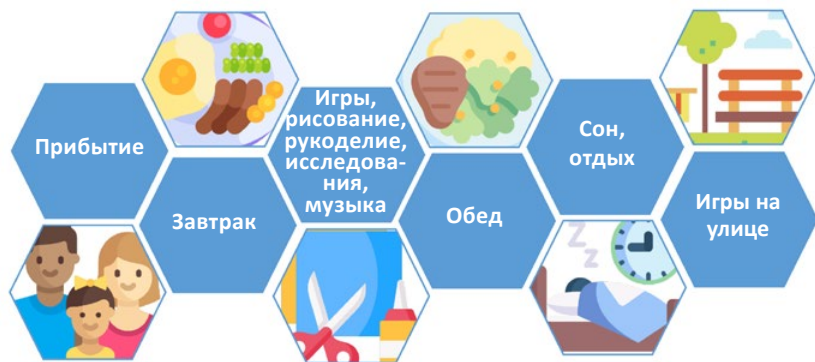 Прибытие
Завтрак
Игры,
рисование,
рукоделие,
исследова-
ния,
музыка
Обед
Сон,
отдых
Игры на
улице